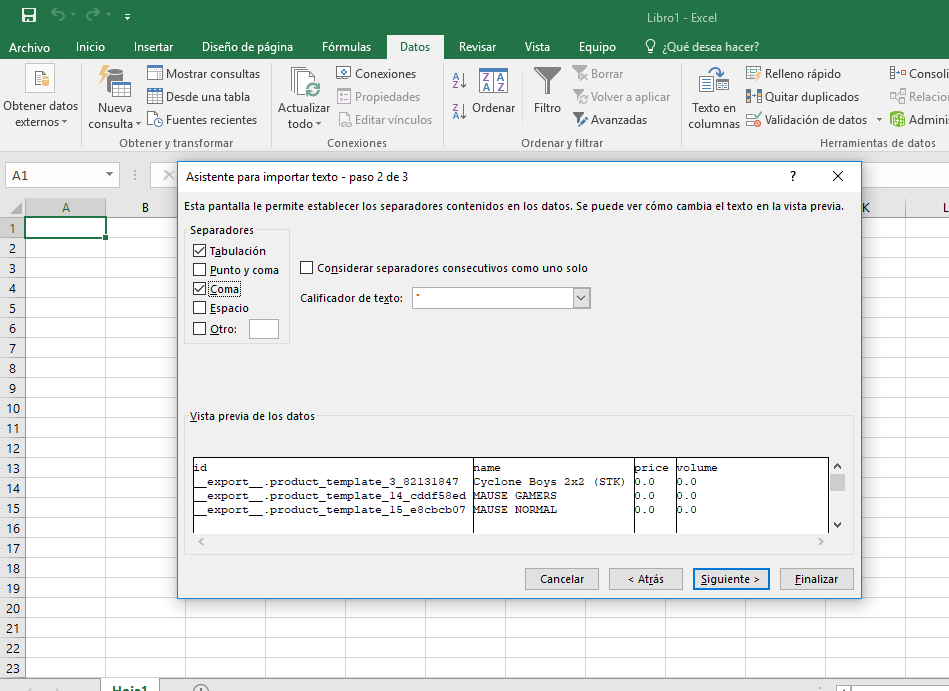 Libro1 - Excel
Archivo Inicio Insertar Diseño de página Fórmulas Datos Revisar Vista Equipo ¿Qué desea hacer?
Obtener datos externos
Nueva consulta
Mostrar consultas
Desde una tabla
Fuentes recientes
Obtener y transformar
Actualizar todo
Conexiones
Propiedades
Editar vínculos
Conexiones
Ordenar
Filtro
Borrar
Volver a aplicar
Avanzadas
Ordenar y filtrar
Texto en columnas
Relleno rápido
Quitar duplicados
Validación de datos
Consoli
Relacio
Adminis
Herramientas de datos
A1
A B K L
Asistente para importar texto - paso 2 de 3 ?
Esta pantalla le permite establecer los separadores contenidos en los datos. Se puede ver cómo cambia el texto en la vista previa.
Separadores
Tabulación
Punto y coma
Coma
Espacio
Otro:
Considerar separadores consecutivos como uno solo
Calificador de texto: "
Vista previa de los datos
id name price volume
__export__.product_template_3_82131847 Cyclone Boys 2x2 (STK) 0.0 0.0
__export__.product_template_14_cddf58ed MAUSE GAMERS 0.0 0.0
__export__.product_template_15_e8cbcb07 MAUSE NORMAL 0.0 0.0
Cancelar < Atrás Siguiente > Finalizar
1
2
3
4
5
6
7
8
9
10
11
12
13
14
15
16
17
18
19
20
21
22
23
Hoja1